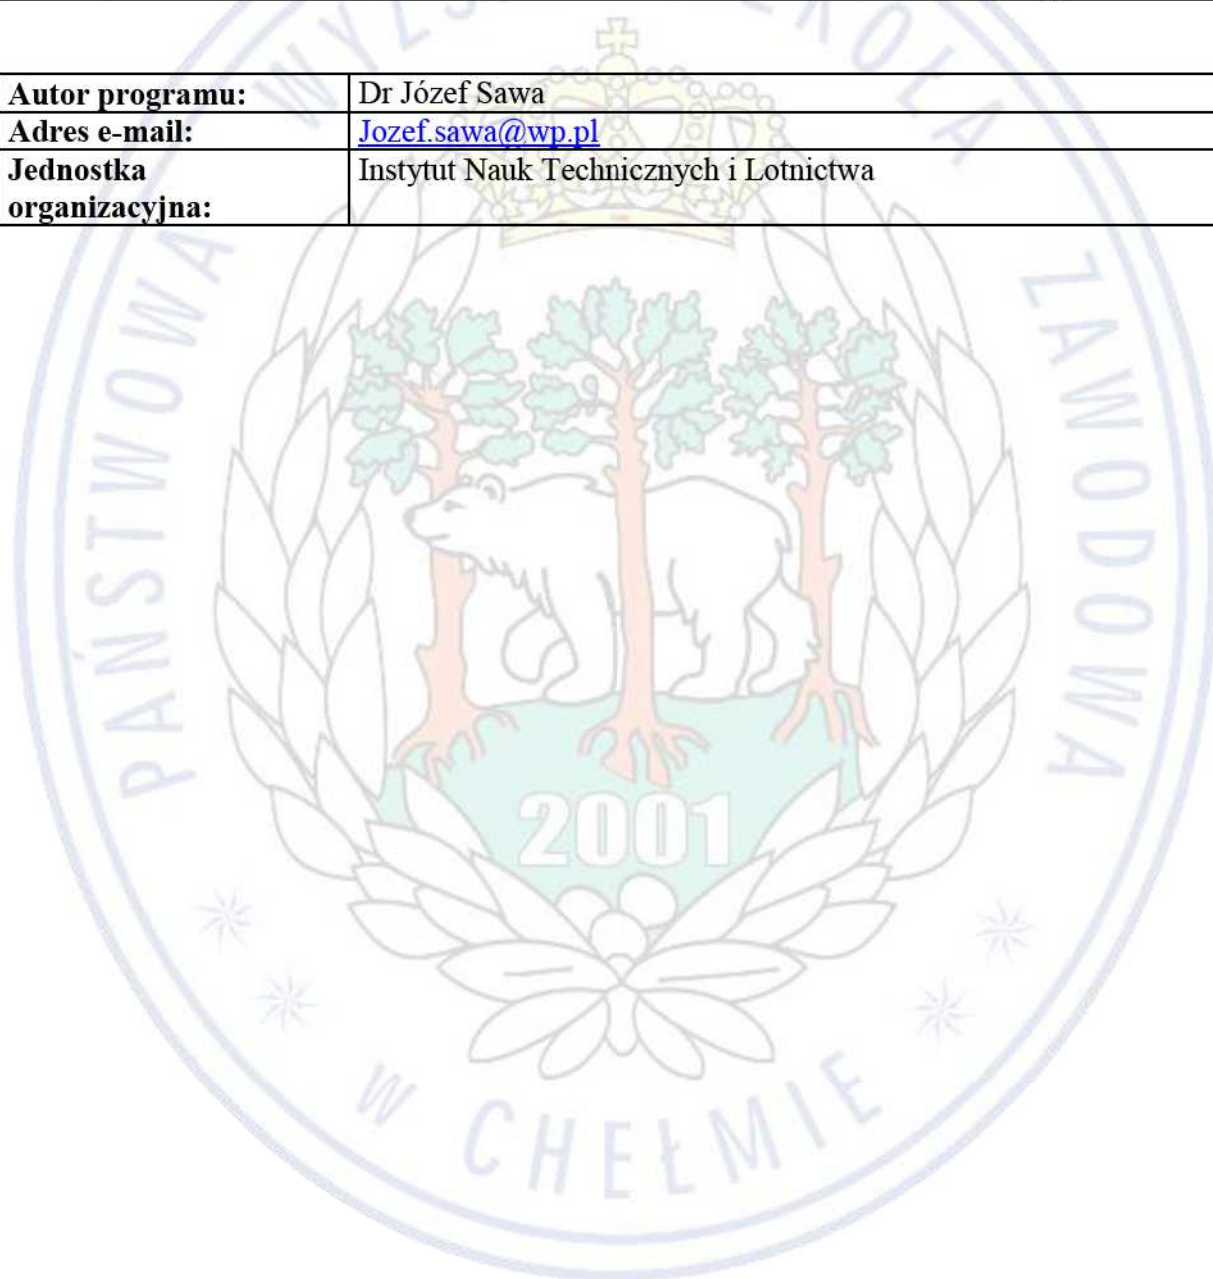 Autor programu: Dr Józef Sawa
Adres e-mail: Jozef.sawa@wp.pl
Jednostka organizacyjna: Instytut Nauk Technicznych i Lotnictwa
PAŃSTWOWA WYŻSZA SZKOŁA ZAWODOWA
2001
W CHEŁMIE